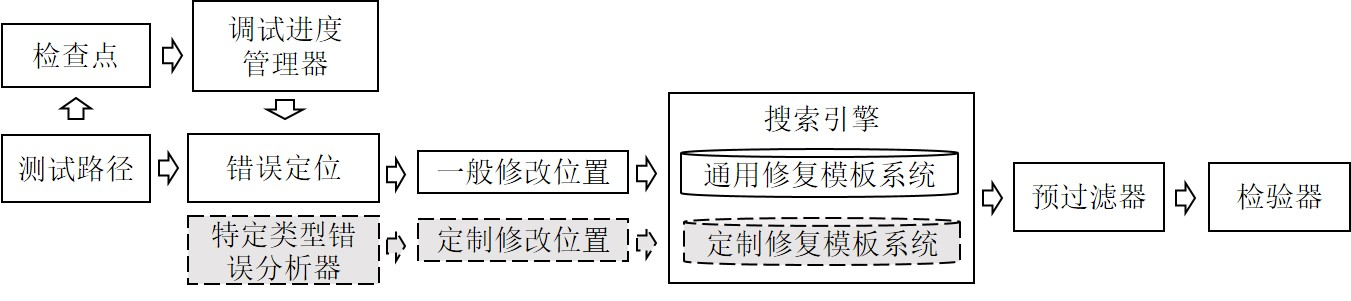 检查点
调试进度
管理器
测试路径
错误定位
一般修改位置
搜索引擎
通用修复模板系统
预过滤器
检验器
特定类型错
误分析器
定制修改位置
定制修复模板系统